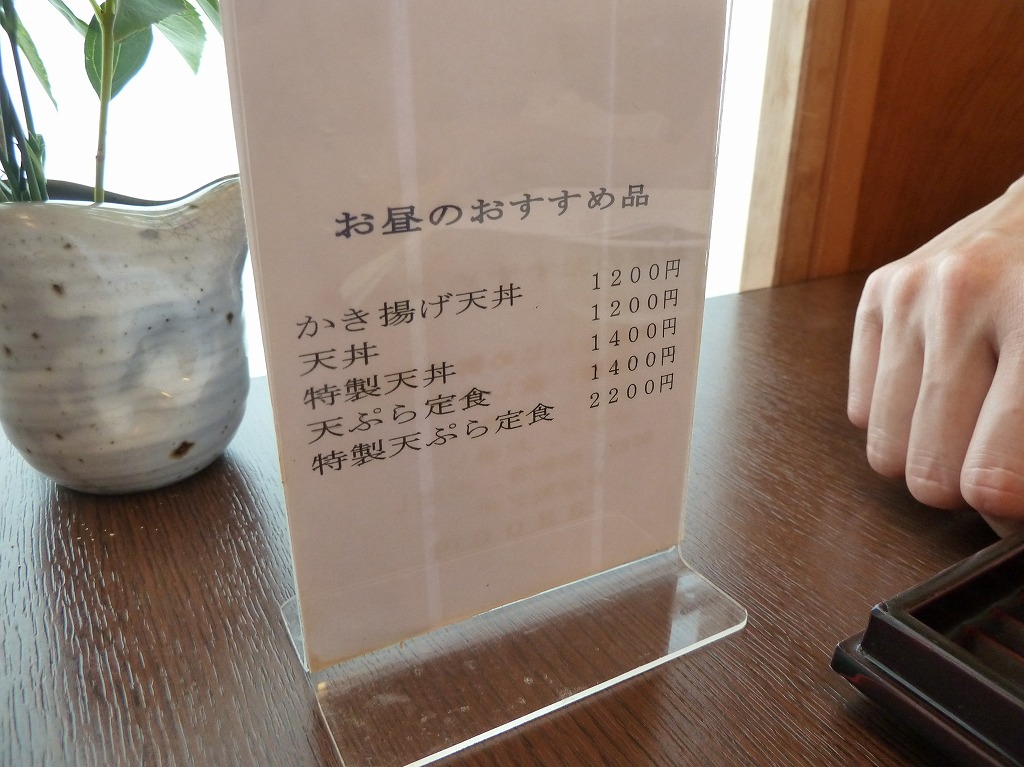 お昼のおすすめ品
かき揚げ天丼 1200円
天丼 1200円
特製天丼 1400円
天ぷら定食 1400円
特製天ぷら定食 2200円